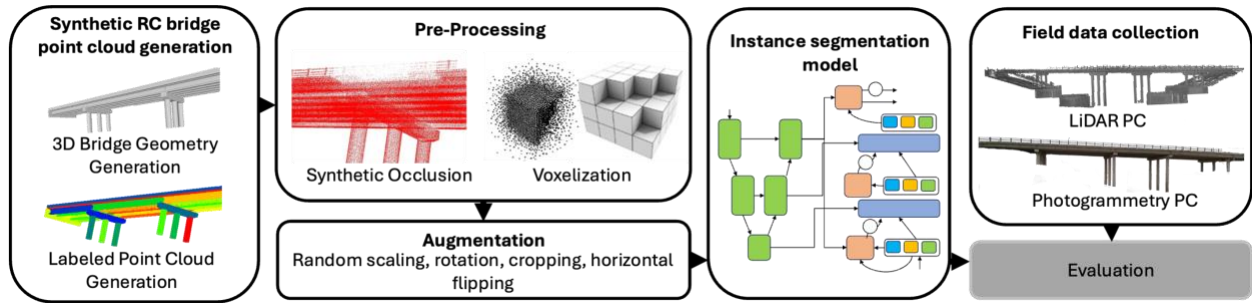 Synthetic RC bridge
point cloud generation
3D Bridge Geometry
Generation
Labeled Point Cloud
Generation
Pre-Processing
Synthetic Occlusion
Voxelization
Augmentation
Random scaling, rotation, cropping, horizontal
flipping
Instance segmentation
model
Field data collection
LiDAR PC
Photogrammetry PC
Evaluation